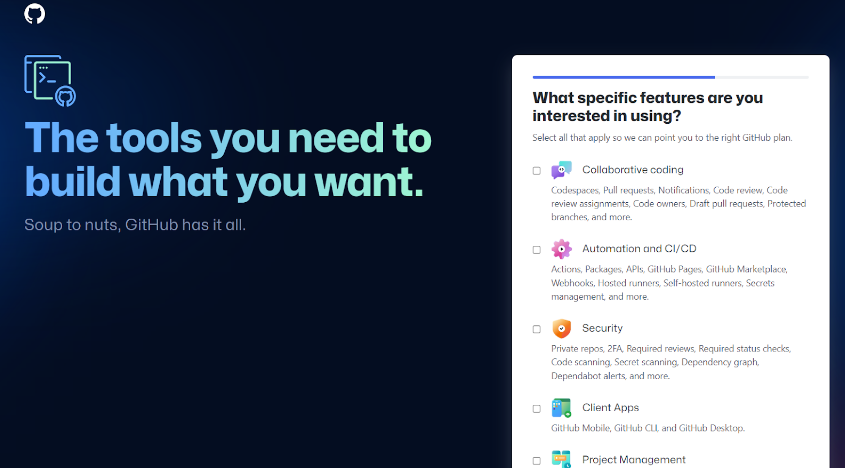 The tools you need to
build what you want.
Soup to nuts, GitHub has it all.
What specific features are you
interested in using?
Select all that apply so we can point you to the right GitHub plan.
Collaborative coding
Codespaces, Pull requests, Notifications, Code review, Code
review assignments, Code owners, Draft pull requests, Protected
branches, and more.
Automation and CI/CD
Actions, Packages, APIs, GitHub Pages, GitHub Marketplace,
Webhooks, Hosted runners, Self-hosted runners, Secrets
management, and more.
Security
Private repos, 2FA, Required reviews, Required status checks,
Code scanning, Secret scanning, Dependency graph,
Dependabot alerts, and more.
Client Apps
GitHub Mobile, GitHub CLI, and GitHub Desktop.
Project Management